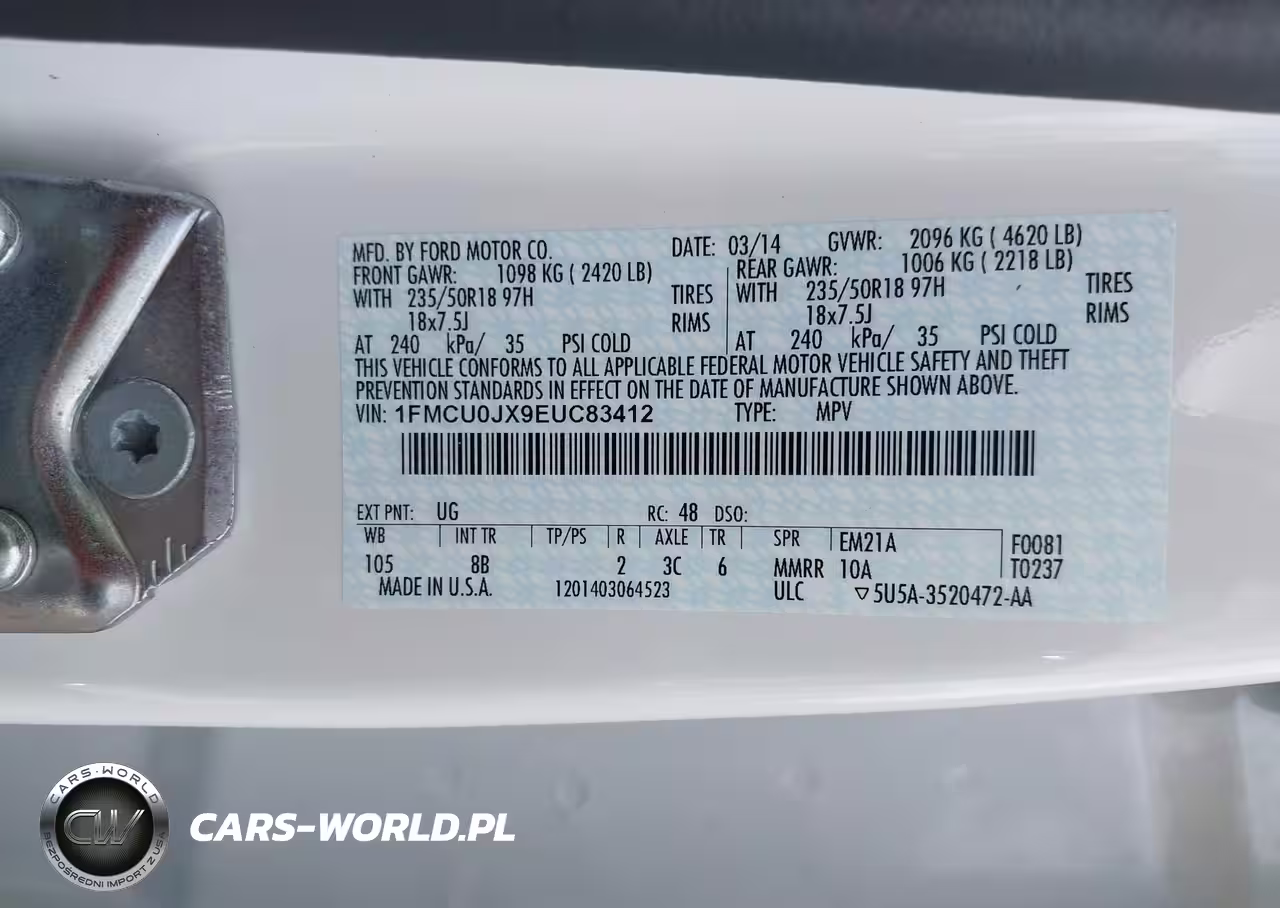 MFD. BY FORD MOTOR CO. DATE: 03/14 GVWR: 2096 KG ( 4620 LB)
FRONT GAWR: 1098 KG ( 2420 LB) REAR GAWR: 1006 KG ( 2218 LB)
WITH 235/50R18 97H TIRES WITH 235/50R18 97H TIRES
18x7.5J RIMS 18x7.5J RIMS
AT 240 kPa/ 35 PSI COLD AT 240 kPa/ 35 PSI COLD
THIS VEHICLE CONFORMS TO ALL APPLICABLE FEDERAL MOTOR VEHICLE SAFETY AND THEFT
PREVENTION STANDARDS IN EFFECT ON THE DATE OF MANUFACTURE SHOWN ABOVE.
VIN: 1FMCU0JX9EUC83412 TYPE: MPV
EXT PNT: UG RC: 48 DSO:
WB INT TR TP/PS R AXLE TR SPR EM21A F0081
105 8B 2 3C 6 MMRR 10A T0237
MADE IN U.S.A. 1201403064523 ULC ▽5U5A-3520472-AA
CARS-WORLD
CW
BEZPOŚREDNI IMPORT Z USA
CARS-WORLD.PL